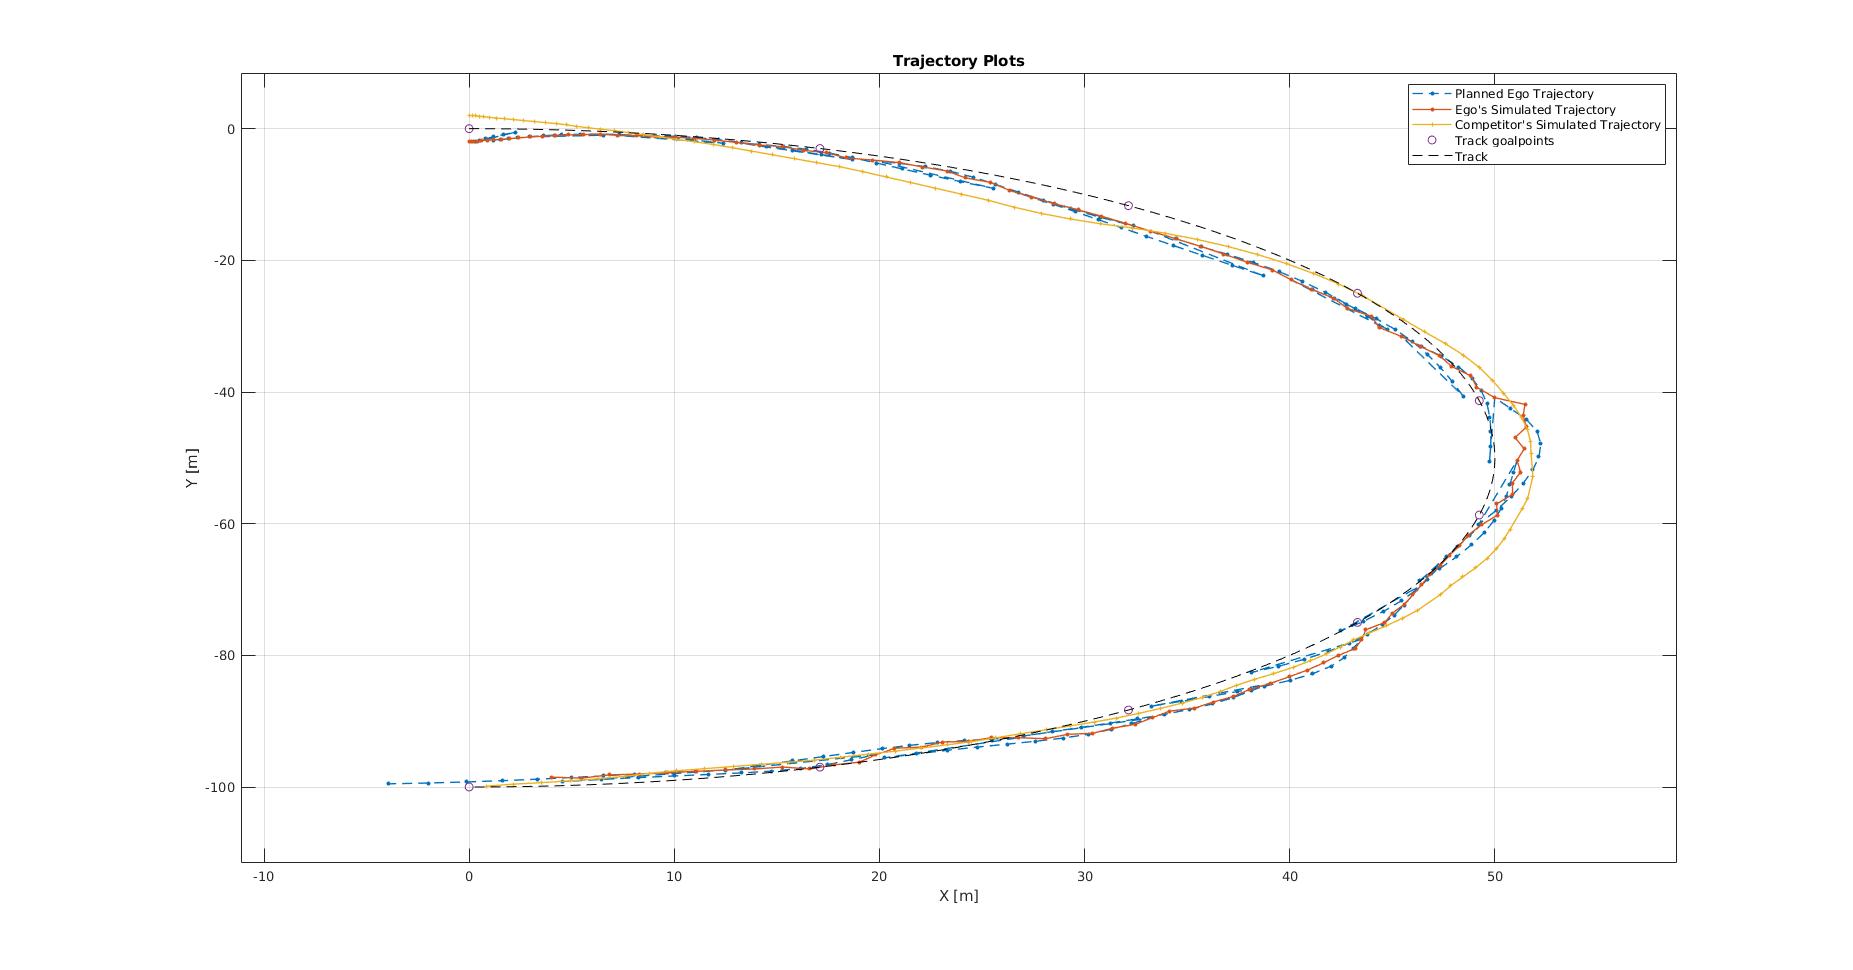 Trajectory Plots
Planned Ego Trajectory
Ego's Simulated Trajectory
Competitor's Simulated Trajectory
Track goalpoints
Track
0
-20
-40
-60
-80
-100
Y [m]
-10
0
10
20
30
40
50
X [m]